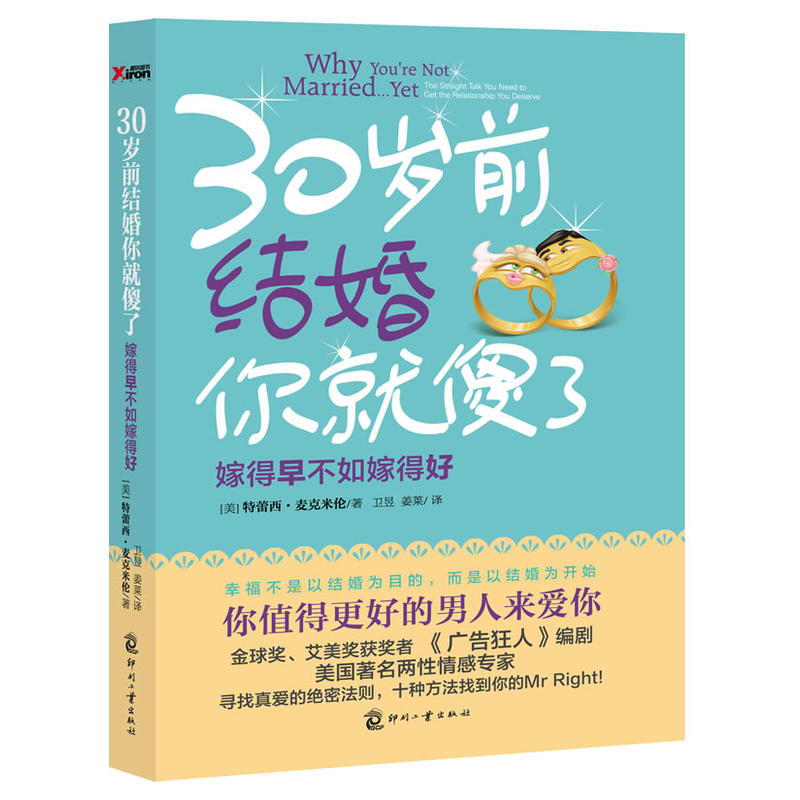 Xiron
30岁前结婚你就傻了
嫁得早不如嫁得好
[美]特蕾西·麦克米伦/著
卫昱 姜莱/译
印刷工业出版社
Why You're Not
Married...Yet
The Straight Talk You Need to
Get the Relationship You Deserve
30岁前
结婚
你就傻了
嫁得早不如嫁得好
[美]特蕾西·麦克米伦/著 卫昱 姜莱/译
幸福不是以结婚为目的，而是以结婚为开始
你值得更好的男人来爱你
金球奖、艾美奖获奖者《广告狂人》编剧
美国著名两性情感专家
寻找真爱的绝密法则，十种方法找到你的Mr Right!
GCP 印刷工业出版社